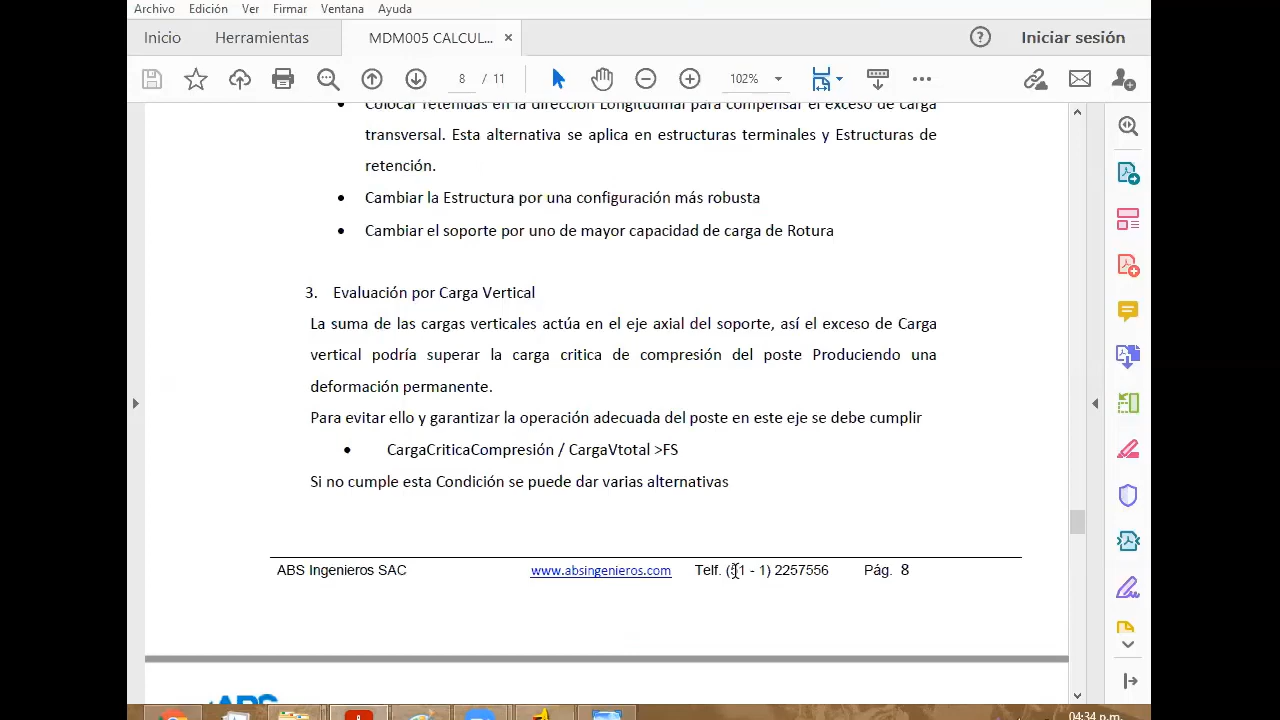 Archivo Edición Ver Firmar Ventana Ayuda
Inicio Herramientas MDM005 CALCUL... × Iniciar sesión
8 / 11 102%
Colocar retenidas en la dirección Longitudinal para compensar el exceso de carga
transversal. Esta alternativa se aplica en estructuras terminales y Estructuras de
retención.
• Cambiar la Estructura por una configuración más robusta
• Cambiar el soporte por uno de mayor capacidad de carga de Rotura
3. Evaluación por Carga Vertical
La suma de las cargas verticales actúa en el eje axial del soporte, así el exceso de Carga
vertical podría superar la carga critica de compresión del poste Produciendo una
deformación permanente.
Para evitar ello y garantizar la operación adecuada del poste en este eje se debe cumplir
• CargaCriticaCompresión / CargaVtotal >FS
Si no cumple esta Condición se puede dar varias alternativas
ABS Ingenieros SAC www.absingenieros.com Telf. (51 - 1) 2257556 Pág. 8
ABS
04:34 p.m.